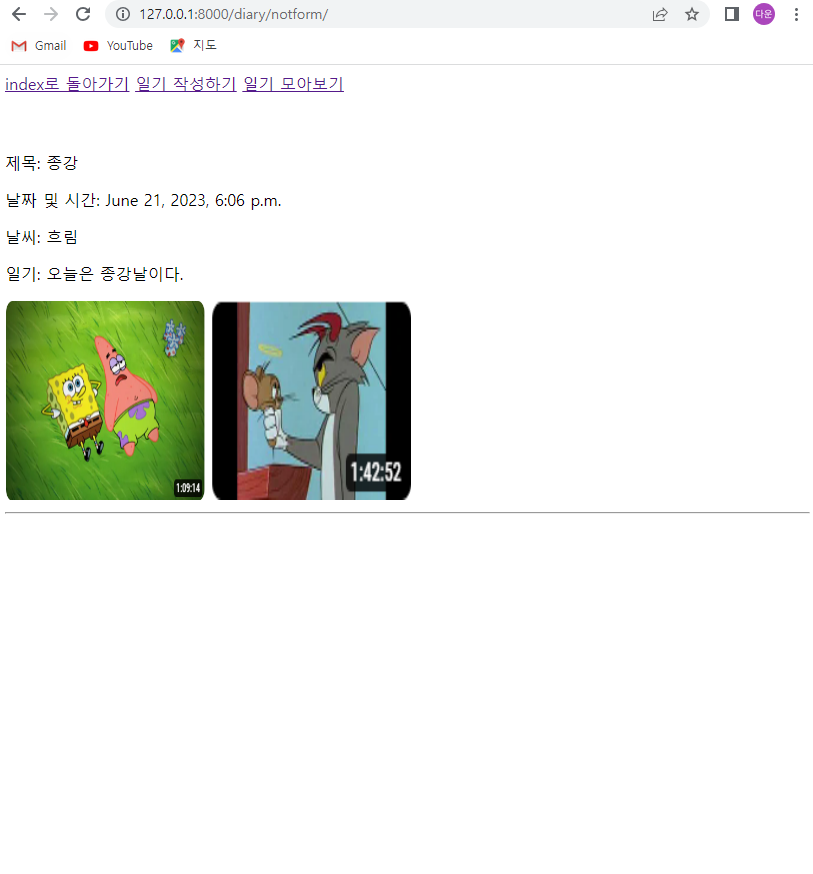 127.0.0.1:8000/diary/notform/
다운
Gmail YouTube 지도
index로 돌아가기 일기 작성하기 일기 모아보기
제목: 종강
날짜 및 시간: June 21, 2023, 6:06 p.m.
날씨: 흐림
일기: 오늘은 종강날이다.
1:09:14
1:42:52